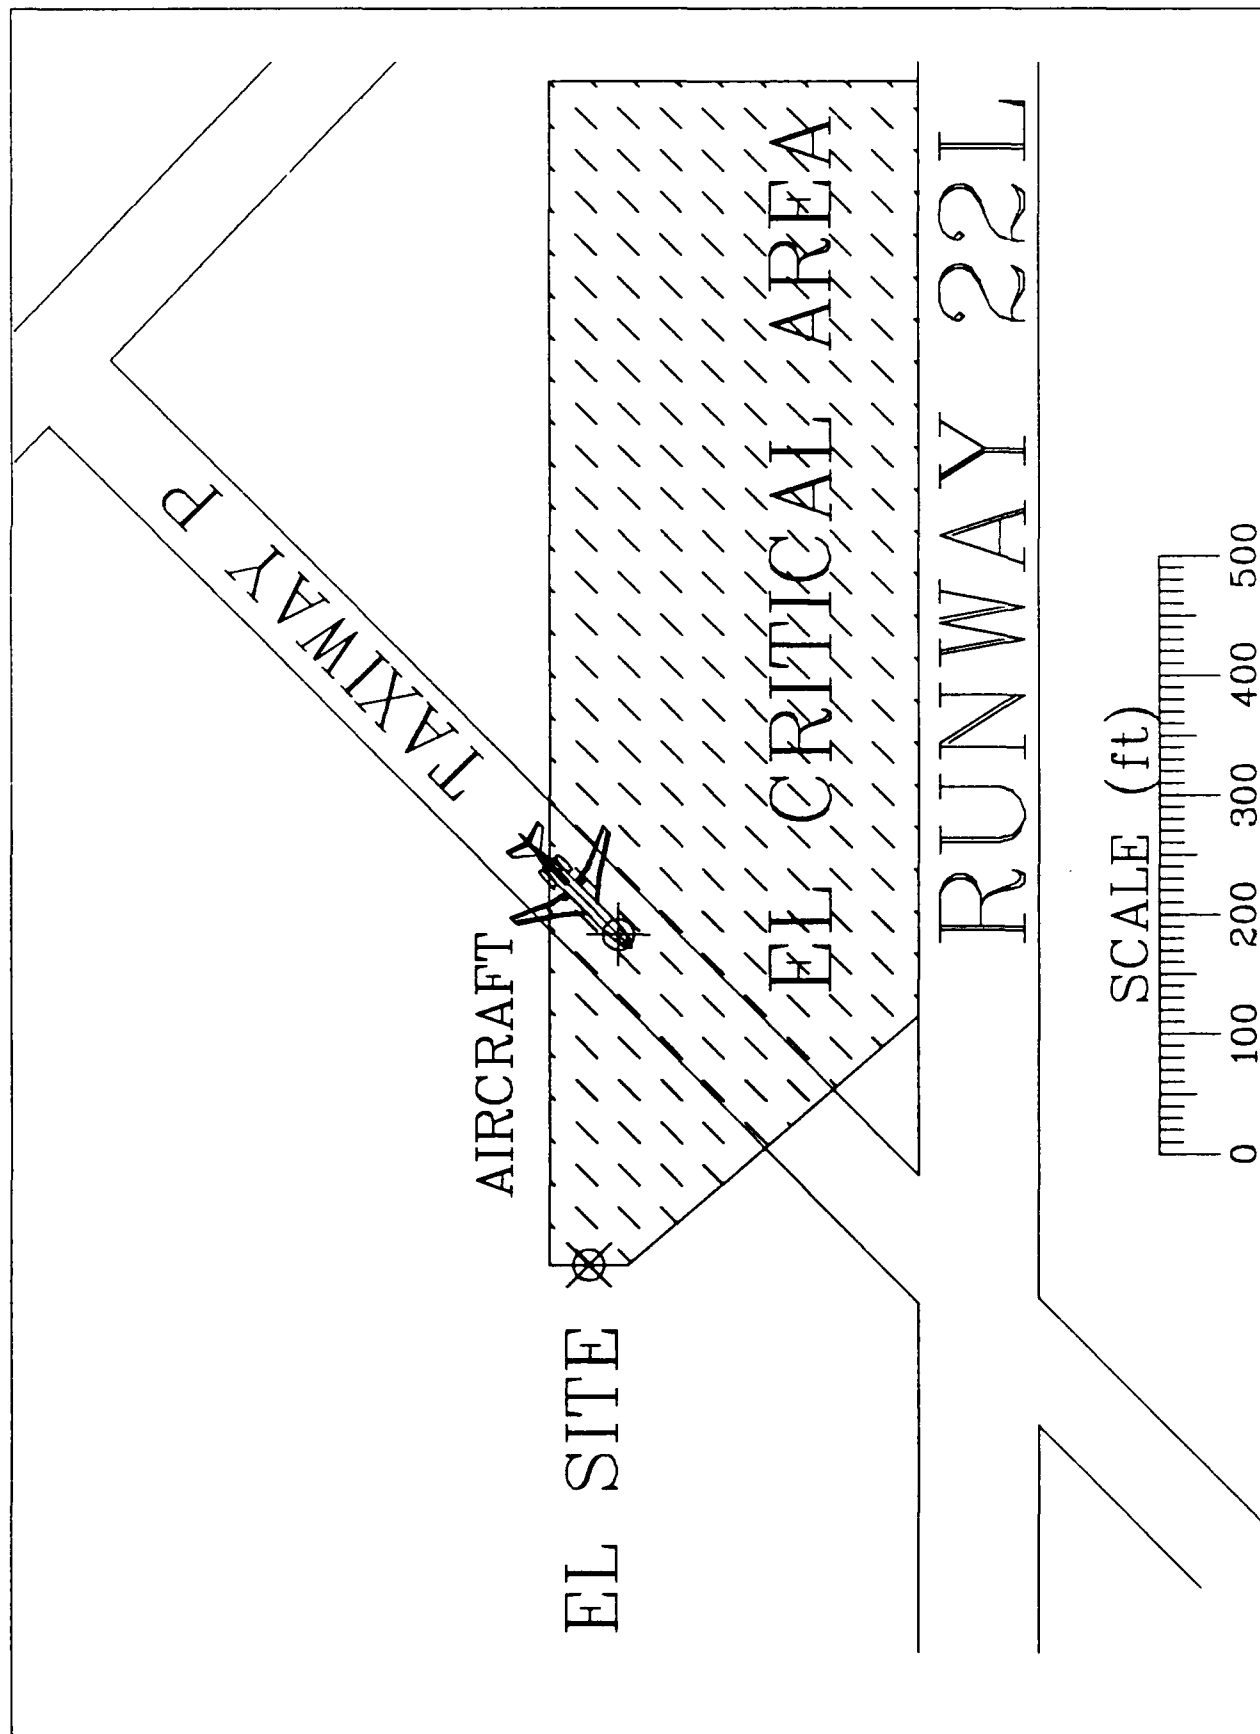 TAXIWAY P
AIRCRAFT
EL SITE
EL CRITICAL AREA
RUNWAY 22L
SCALE (ft)
0 100 200 300 400 500